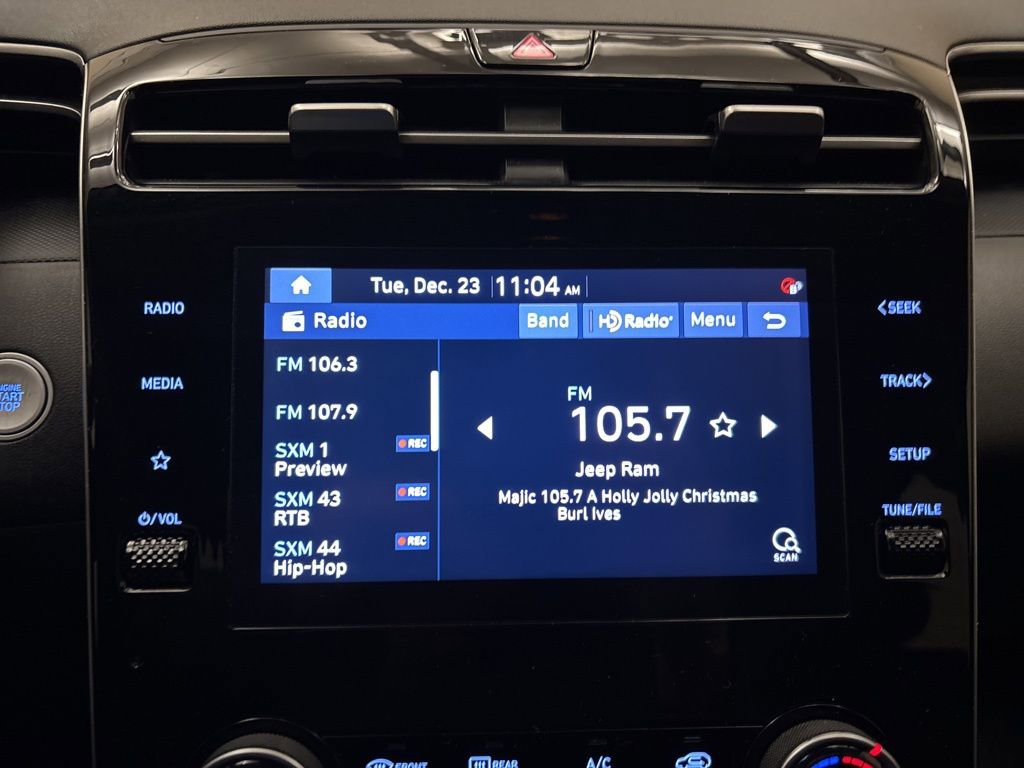 Tue, Dec. 23 11:04 AM
Radio Band HD Radio Menu
RADIO
MEDIA
⏻/VOL
ENGINE
START
STOP
FM 106.3
FM 107.9
SXM 1 REC
Preview
SXM 43 REC
RTB
SXM 44 REC
Hip-Hop
FM
105.7
Jeep Ram
Majic 105.7 A Holly Jolly Christmas
Burl Ives
SCAN
<SEEK
TRACK>
SETUP
TUNE/FILE
FRONT REAR A/C